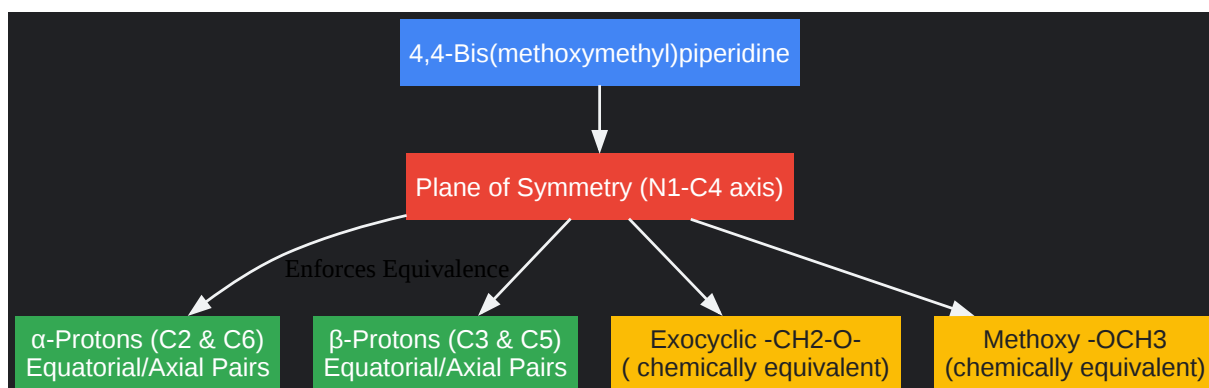 4,4-Bis(methoxymethyl)piperidine
Plane of Symmetry (N1-C4 axis)
Enforces Equivalence
α-Protons (C2 & C6)
Equatorial/Axial Pairs
β-Protons (C3 & C5)
Equatorial/Axial Pairs
Exocyclic -CH2-O-
( chemically equivalent)
Methoxy -OCH3
(chemically equivalent)